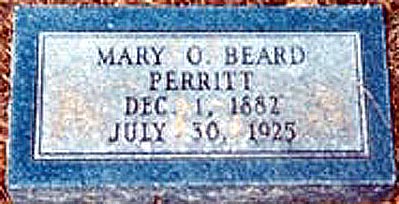 MARY O. BEARD
PERRITT
DEC. 1, 1882
JULY 30, 1925